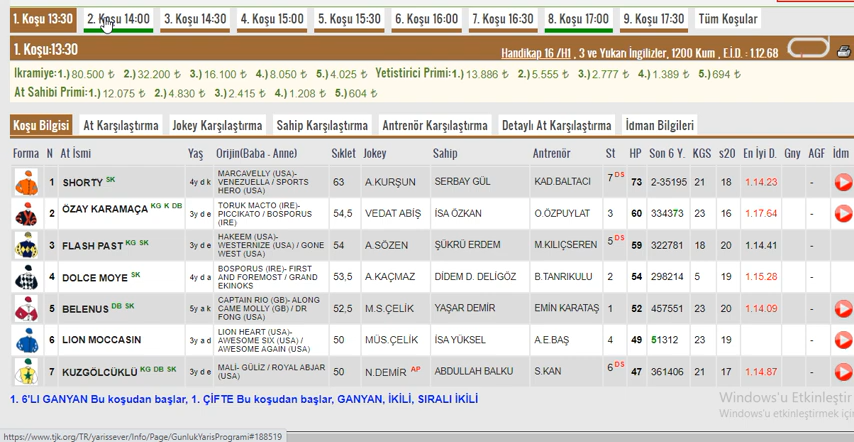 1. Koşu 13:30 2. Koşu 14:00 3. Koşu 14:30 4. Koşu 15:00 5. Koşu 15:30 6. Koşu 16:00 7. Koşu 16:30 8. Koşu 17:00 9. Koşu 17:30 Tüm Koşular
1. Koşu:13:30 Handikap 16 /H1 , 3 ve Yukarı İngilizler, 1200 Kum , E.İ.D. : 1.12.68
Ikramiye:1.) 80.500 ₺ 2.) 32.200 ₺ 3.) 16.100 ₺ 4.) 8.050 ₺ 5.) 4.025 ₺ Yetistirici Primi:1.) 13.886 ₺ 2.) 5.555 ₺ 3.) 2.777 ₺ 4.) 1.389 ₺ 5.) 694 ₺
At Sahibi Primi:1.) 12.075 ₺ 2.) 4.830 ₺ 3.) 2.415 ₺ 4.) 1.208 ₺ 5.) 604 ₺
Koşu Bilgisi At Karşılaştırma Jokey Karşılaştırma Sahip Karşılaştırma Antrenör Karşılaştırma Detaylı At Karşılaştırma İdman Bilgileri
Forma N At İsmi Yaş Orijin(Baba - Anne) Sıklet Jokey Sahip Antrenör St HP Son 6 Y. KGS s20 En İyi D. Gny AGF İdm
1 SHORTY SK 4y d k MARCAVELLY (USA)- VENEZUELLA / SPORTS HERO (USA) 63 A.KURŞUN SERBAY GÜL KAD.BALTACI 7 DS 73 2-35195 21 18 1.14.23 -
2 ÖZAY KARAMAÇA KG K DB 3y d e TORUK MACTO (IRE)- PICCIKATO / BOSPORUS (IRE) 54,5 VEDAT ABİŞ İSA ÖZKAN O.ÖZPUYLAT 3 60 334373 23 16 1.17.64 -
3 FLASH PAST KG SK 3y d e HAKEEM (USA)- WESTERNIZE (USA) / GONE WEST (USA) 54 A.SÖZEN ŞÜKRÜ ERDEM M.KILIÇSEREN 5 DS 59 322781 18 20 1.14.41 -
4 DOLCE MOYE SK 4y d a BOSPORUS (IRE)- FIRST AND FOREMOST / GRAND EKINOKS 53,5 A.KAÇMAZ DİDEM D. DELİGÖZ B.TANRIKULU 2 54 298214 5 19 1.15.28 -
5 BELENUS DB SK 5y a k CAPTAIN RIO (GB)- ALONG CAME MOLLY (GB) / DR FONG (USA) 52,5 M.S.ÇELİK YAŞAR DEMİR EMİN KARATAŞ 1 52 457551 23 20 1.14.09 -
6 LION MOCCASIN 3y a d LION HEART (USA)- AWESOME SIX (USA) / AWESOME AGAIN (USA) 50 MÜS.ÇELİK İSA YÜKSEL A.E.BAŞ 4 49 51312 23 19 -
7 KUZGÖLCÜKLÜ KG DB SK 3y d e MALI- GÜLİZ / ROYAL ABJAR (USA) 50 N.DEMİR AP ABDULLAH BALKU S.KAN 6 DS 47 361406 21 17 1.14.87 -
1. 6'LI GANYAN Bu koşudan başlar, 1. ÇİFTE Bu koşudan başlar, GANYAN, İKİLİ, SIRALI İKİLİ
Windows'u Etkinleştir
Windows'u etkinleştirmek için
https://www.tjk.org/TR/yarissever/Info/Page/GunlukYarisProgrami#188519